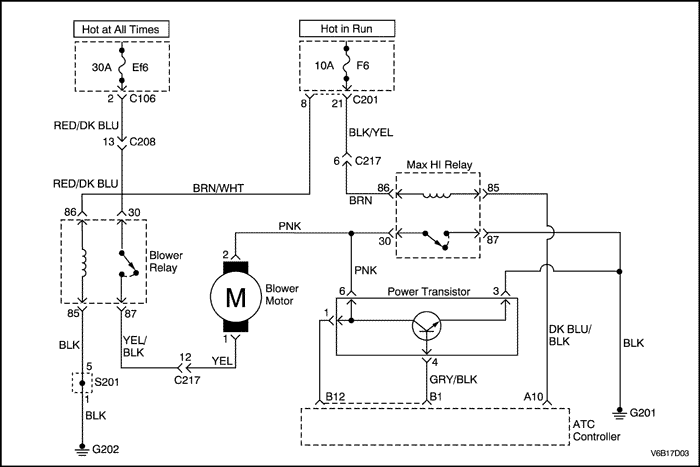 Hot at All Times
Hot in Run
30A Ef6
10A F6
2 C106
8 21 C201
RED/DK BLU
BLK/YEL
13 C208
6 C217
Max HI Relay
RED/DK BLU
BRN/WHT
BRN
86 85
86 30
PNK
30 87
Blower
Relay
2
PNK
6 Power Transistor 3
M
Blower
Motor
85 87
1
1
BLK
YEL/
BLK
12
YEL
C217
4
DK BLU/
BLK
BLK
5
S201
1
GRY/BLK
BLK
B12 B1 A10
G201
G202
ATC
Controller
V6B17D03